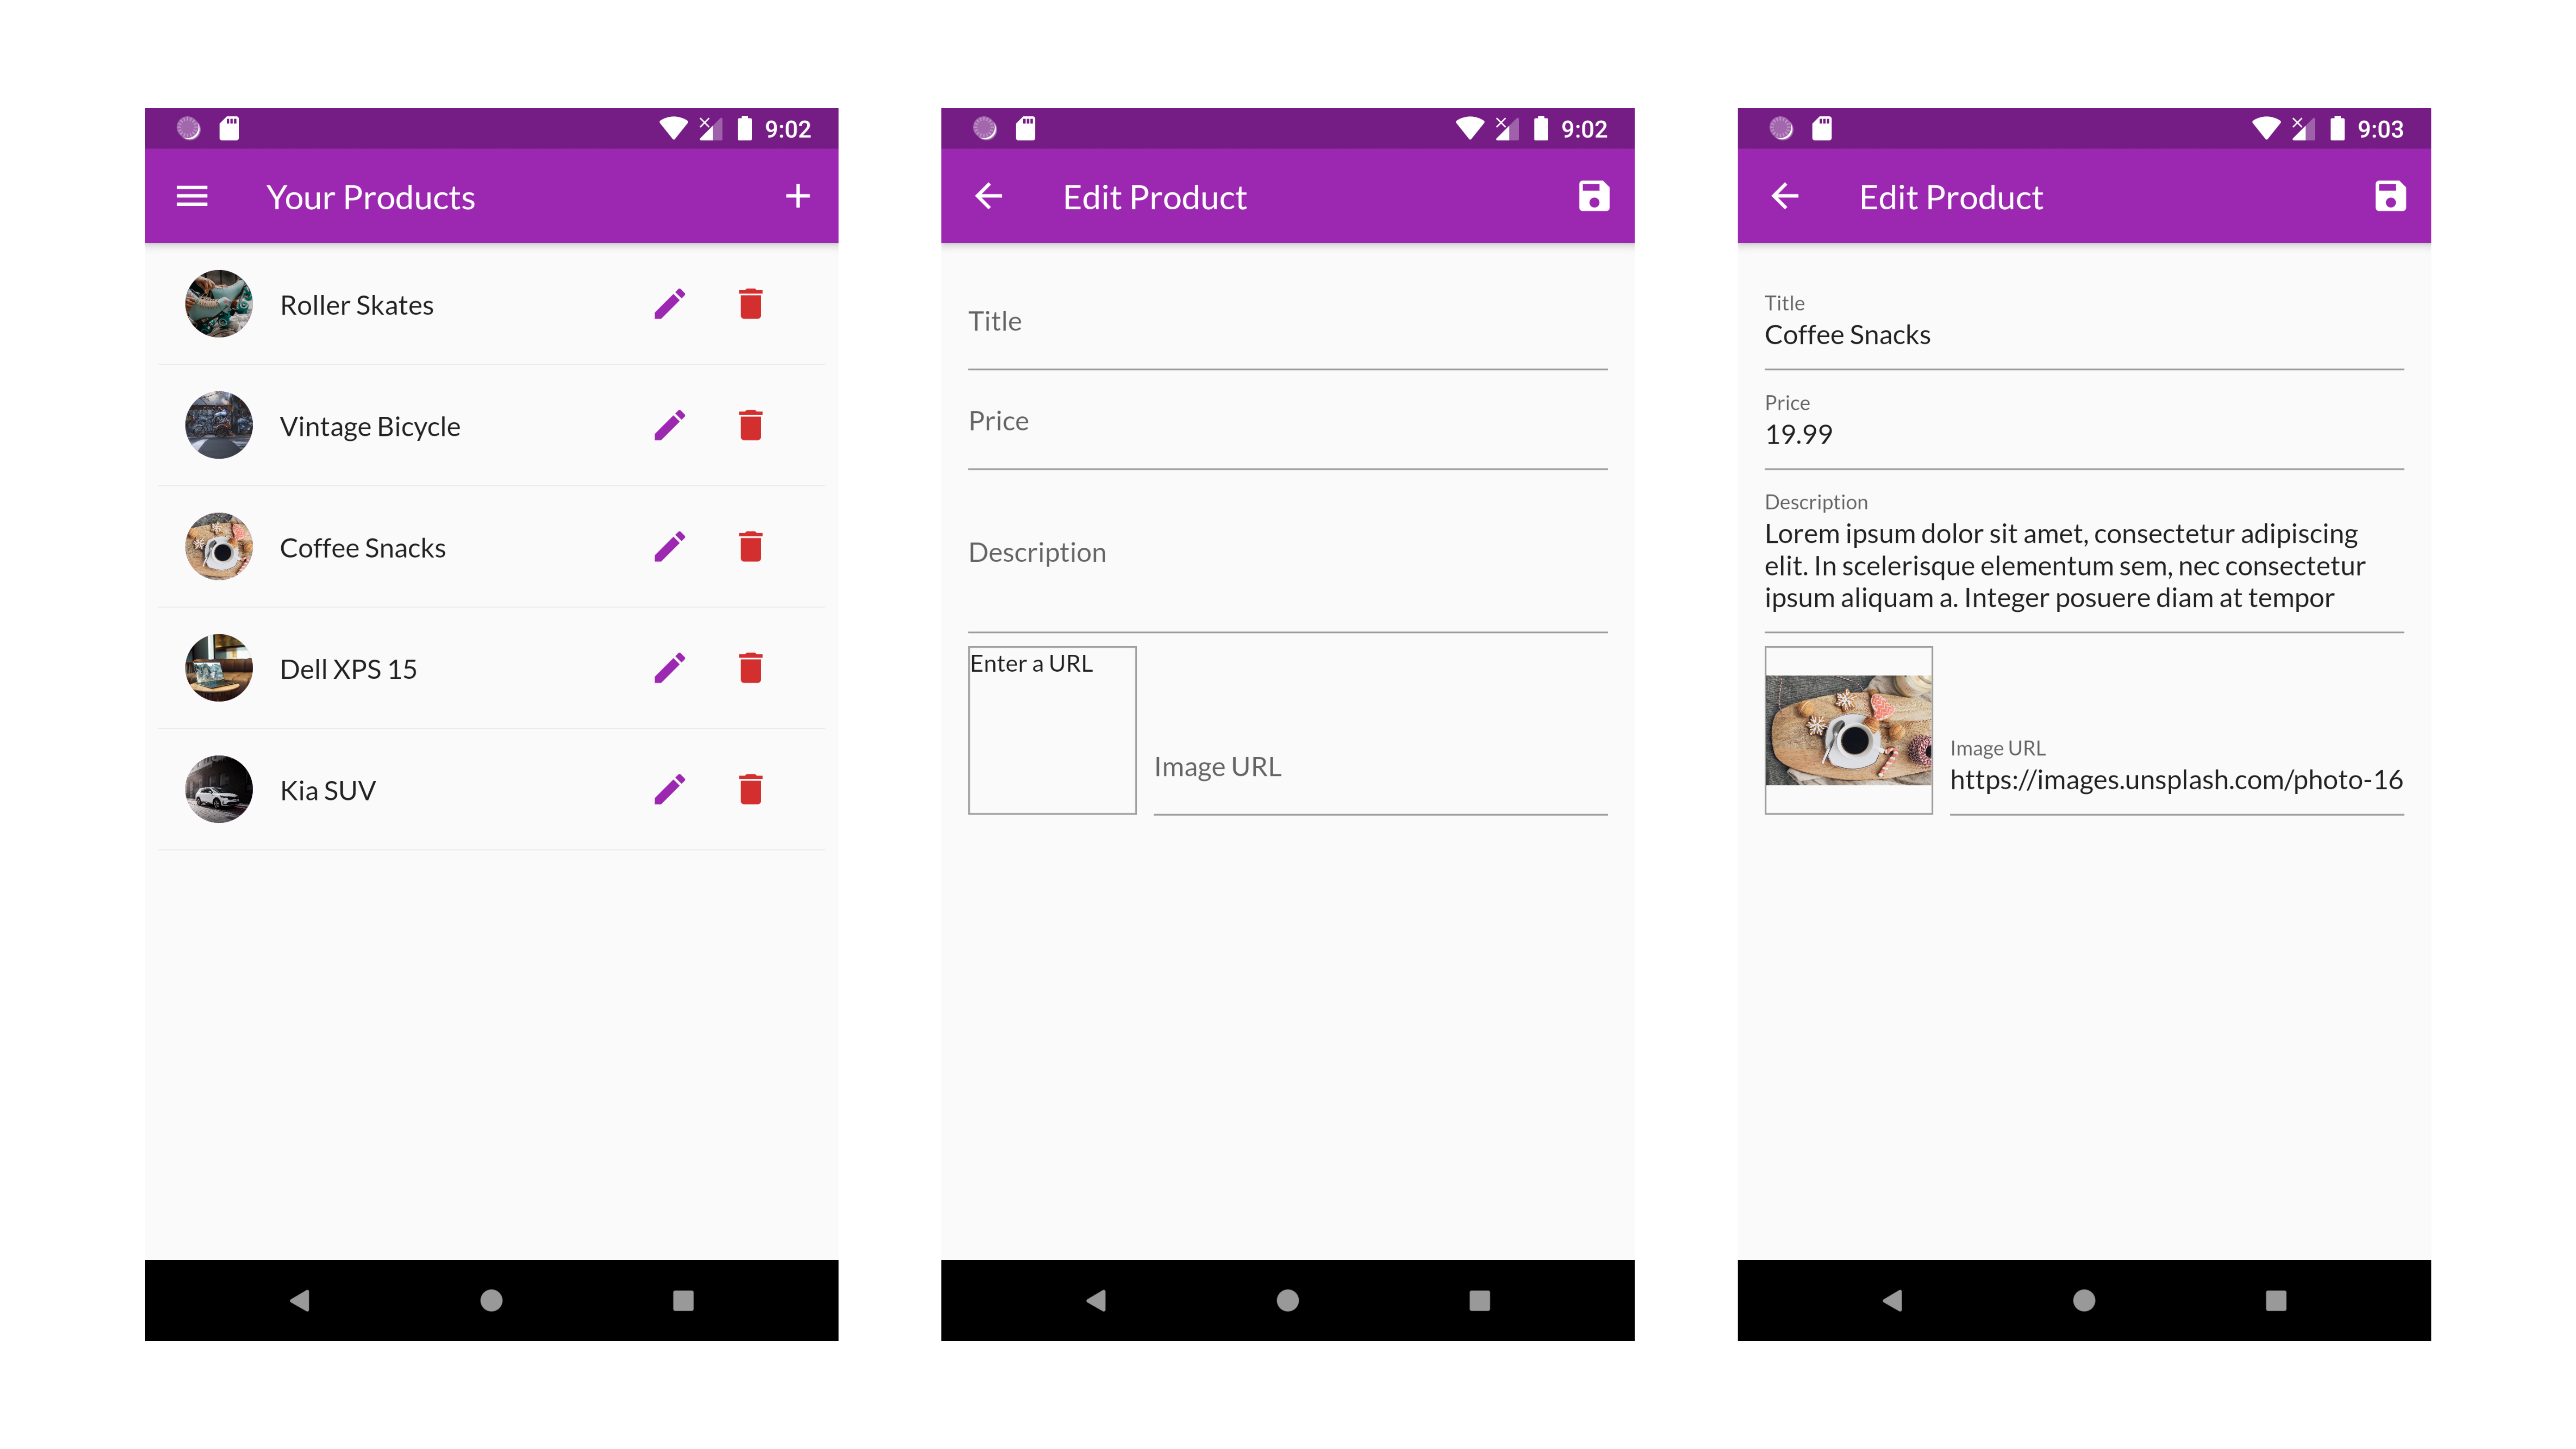 9:02
Your Products
Roller Skates
Vintage Bicycle
Coffee Snacks
Dell XPS 15
Kia SUV
9:02
Edit Product
Title
Price
Description
Enter a URL
Image URL
9:03
Edit Product
Title
Coffee Snacks
Price
19.99
Description
Lorem ipsum dolor sit amet, consectetur adipiscing
elit. In scelerisque elementum sem, nec consectetur
ipsum aliquam a. Integer posuere diam at tempor
Image URL
https://images.unsplash.com/photo-16